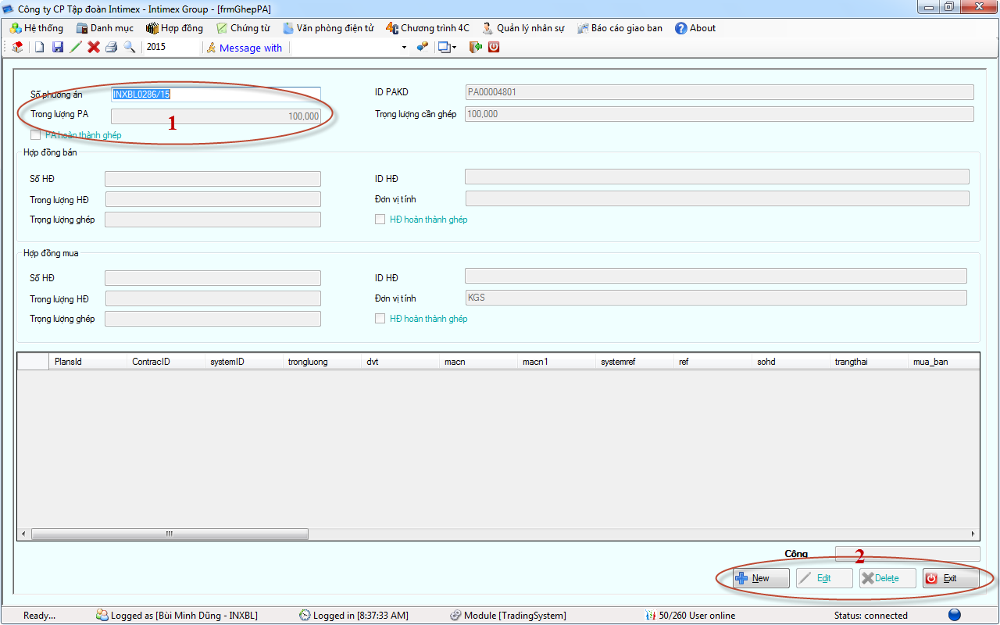 Công ty CP Tập đoàn Intimex - Intimex Group - [frmGhepPA]
Hệ thống Danh mục Hợp đồng Chứng từ Văn phòng điện tử 4C Chương trình 4C Quản lý nhân sự Báo cáo giao ban ? About
2015 Message with
Số phương án INXBL0286/15 ID PAKD PA00004801
Trọng lượng PA 100,000 Trọng lượng cần ghép 100,000
1
PA hoàn thành ghép
Hợp đồng bán
Số HĐ ID HĐ
Trọng lượng HĐ Đơn vị tính
Trọng lượng ghép HĐ hoàn thành ghép
Hợp đồng mua
Số HĐ ID HĐ
Trọng lượng HĐ Đơn vị tính KGS
Trọng lượng ghép HĐ hoàn thành ghép
PlansId ContracID systemID trongluong dvt macn macn1 systemref ref sohd trangthai mua_ban
Cộng
2
New Edit Delete Exit
Ready... Logged as [Bùi Minh Dũng - INXBL] Logged in [8:37:33 AM] Module [TradingSystem] 50/260 User online Status: connected